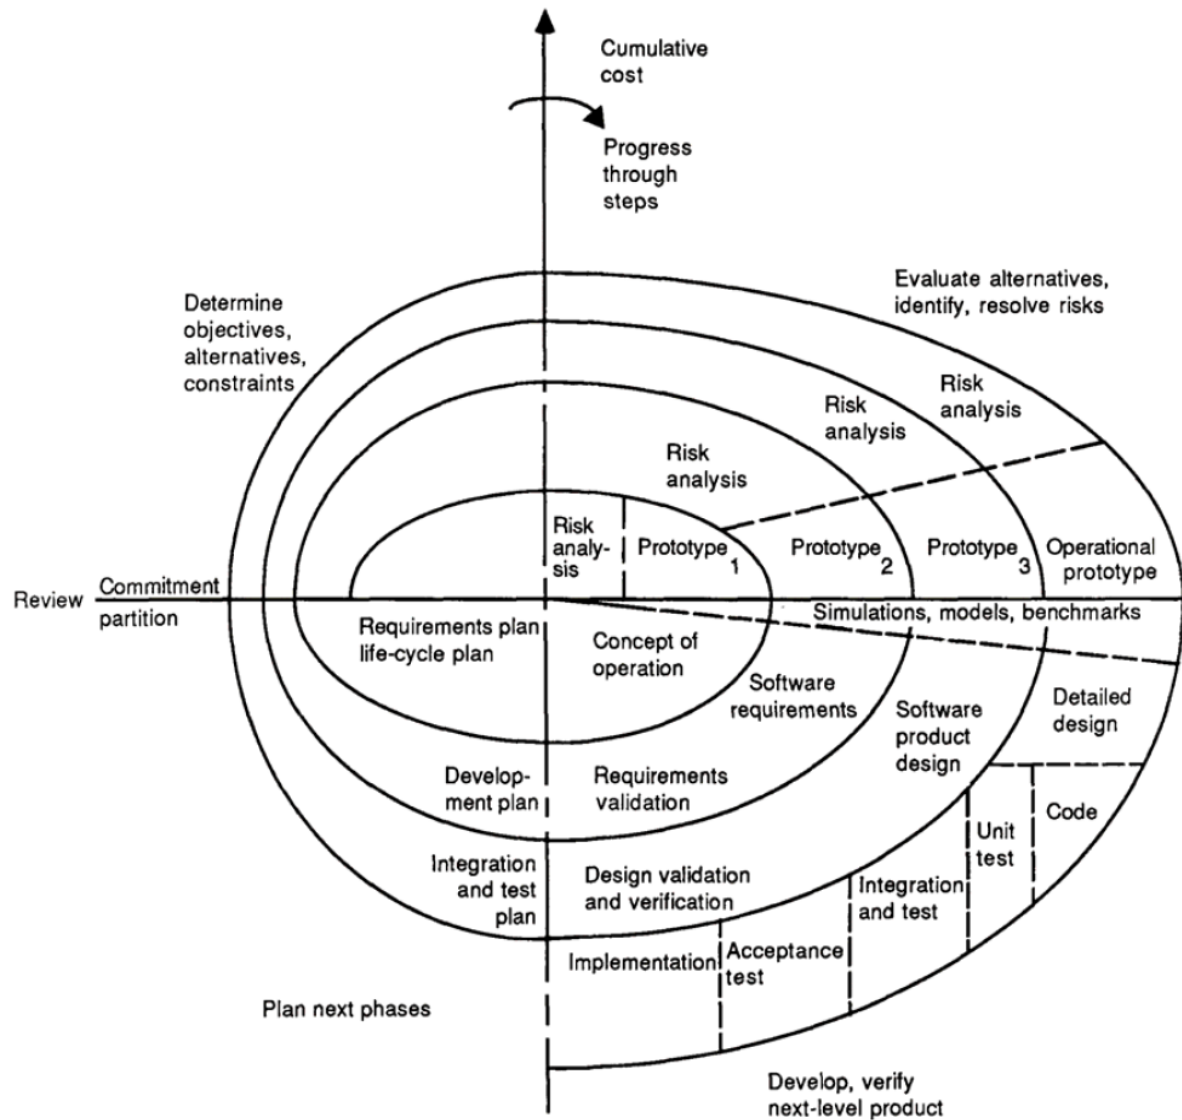 Cumulative
cost
Progress
through
steps
Evaluate alternatives,
identify, resolve risks
Determine
objectives,
alternatives,
constraints
Risk
analysis
Risk
analysis
Risk
analysis
Risk
analy-
sis
Prototype
1
Prototype
2
Prototype
3
Operational
prototype
Review
Commitment
partition
Simulations, models, benchmarks
Requirements plan
life-cycle plan
Concept of
operation
Software
requirements
Software
product
design
Detailed
design
Develop-
ment plan
Requirements
validation
Code
Unit
test
Integration
and test
plan
Design validation
and verification
Integration
and test
Acceptance
test
Implementation
Plan next phases
Develop, verify
next-level product